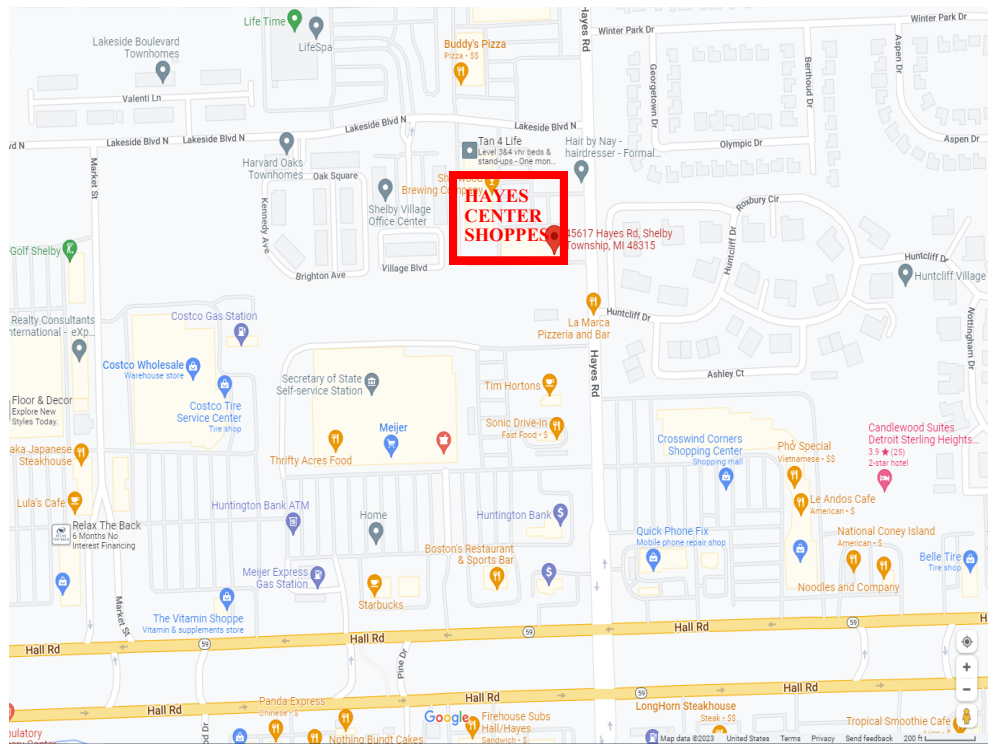 Life Time
LifeSpa
Lakeside Boulevard
Townhomes
Buddy's Pizza
Pizza • $$
Hayes Rd
Winter Park Dr
Winter Park Dr
Aspen Dr
Berthoud Dr
Georgetown Dr
Valenti Ln
Lakeside Blvd N
Lakeside Blvd N
Lakeside Blvd N
Lakeside Blvd N
Tan 4 Life
Level 3&4 vhr beds &
stand-ups - One mon...
Hair by Nay -
hairdresser - Formal...
Olympic Dr
Aspen Dr
Market St
Harvard Oaks
Townhomes
Oak Square
Kennedy Ave
Shelby Village
Office Center
Brewing
HAYES
CENTER
SHOPPES
45617 Hayes Rd, Shelby
Township, MI 48315
Roxbury Cir
Huntcliff Dr
Huntcliff Dr
Huntcliff Village
Golf Shelby
Brighton Ave
Village Blvd
La Marca
Pizzeria and Bar
Huntcliff Dr
Nottingham Dr
Realty Consultants
Costco Gas Station
Costco Wholesale
Warehouse store
Costco Tire
Service Center
Tire shop
Secretary of State
Self-service Station
Hayes Rd
Ashley Ct
Tim Hortons
Floor & Decor
Explore New
Styles Today.
Meijer
Sonic Drive-In
Fast Food • $
Thrifty Acres Food
Japanese
Steakhouse
Crosswind Corners
Shopping Center
Shopping mall
Phở Special
Vietnamese • $$
Candlewood Suites
Detroit Sterling Heights...
3.9 ★ (25)
2-star hotel
Lula's Cafe
Huntington Bank ATM
Home
Huntington Bank
Le Andos Cafe
American • $
Relax The Back
6 Months No
Interest Financing
Quick Phone Fix
Mobile phone repair shop
National Coney Island
American • $
Belle Tire
Tire shop
Boston's Restaurant
& Sports Bar
Meijer Express
Gas Station
Noodles and Company
Starbucks
Market St
The Vitamin Shoppe
Vitamin & supplements store
Hall Rd
59
Hall Rd
59
Hall Rd
59
Pine Dr
Hall Rd
Panda Express
Chinese • $
Hall Rd
59
Hall Rd
LongHorn Steakhouse
Steak • $$
Google
Firehouse Subs
Hall/Hayes
Sandwich • $
Nothing Bundt Cakes
Tropical Smoothie Cafe
Map data ©2023 United States Terms Privacy Send feedback 200 ft